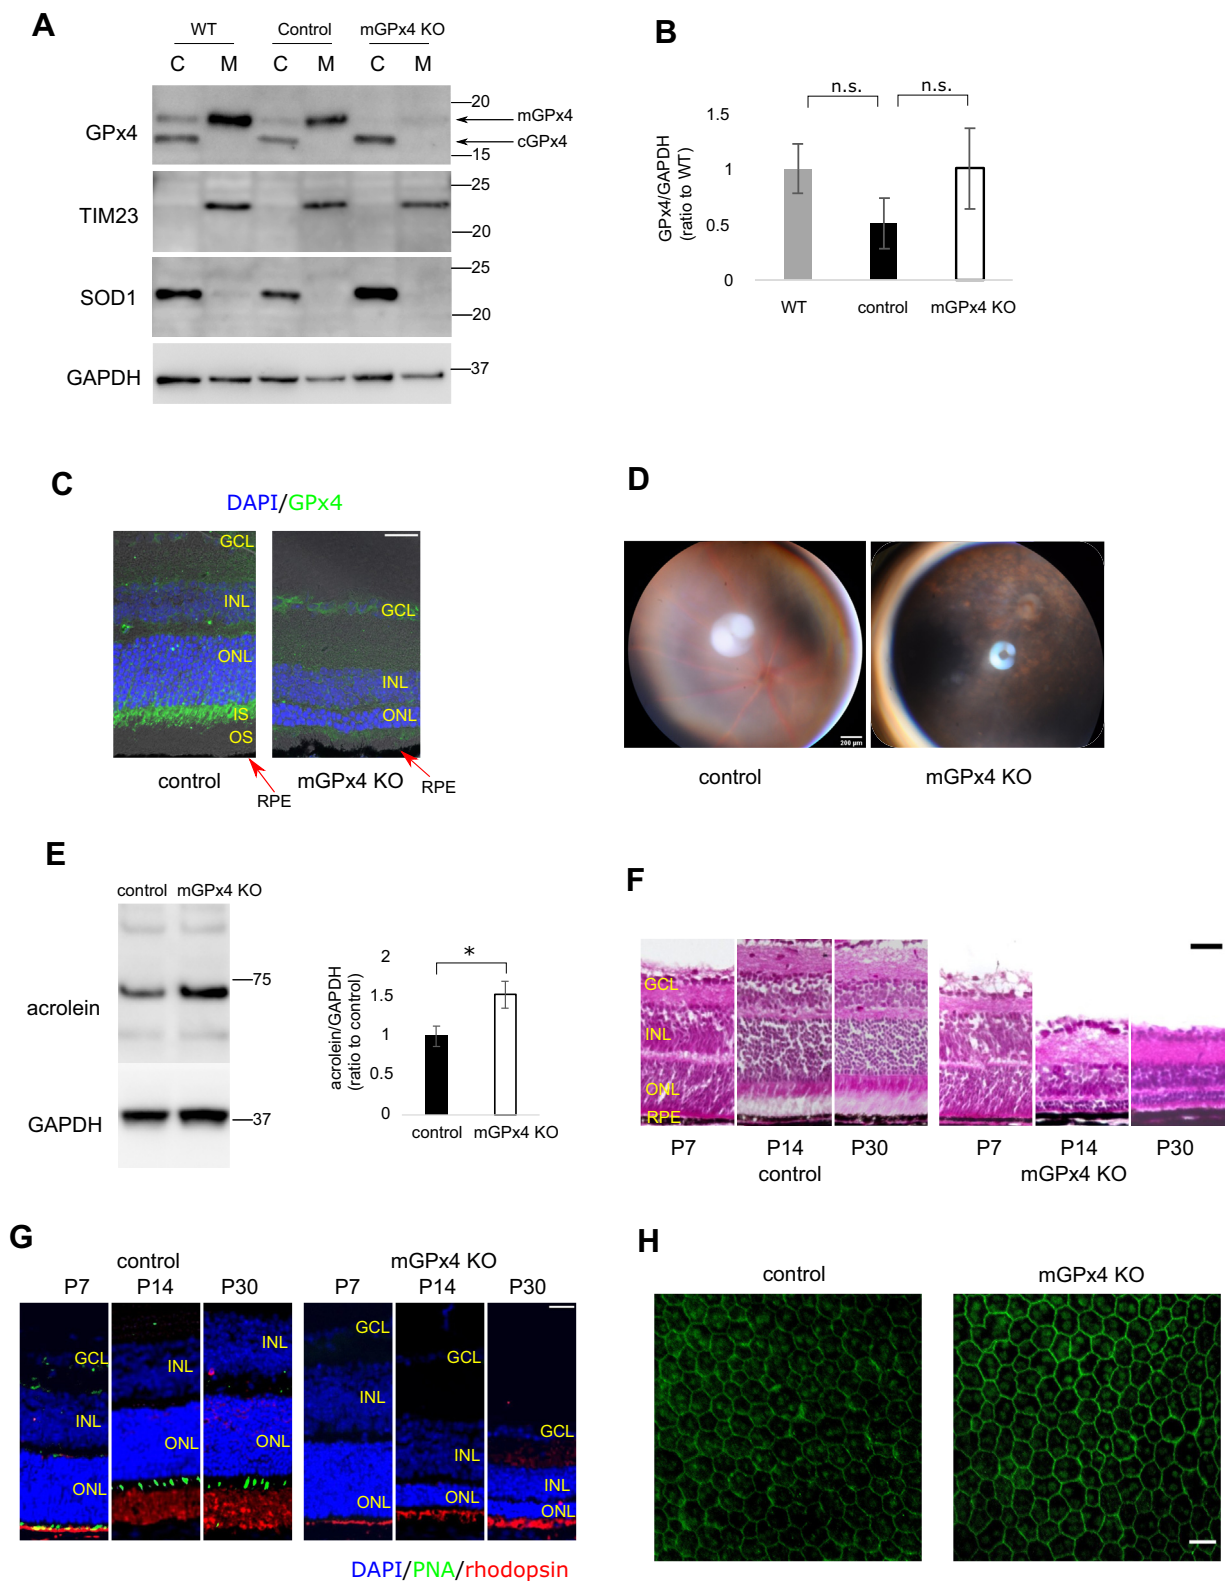 A
WT Control mGPx4 KO
C M C M C M
GPx4
20
mGPx4
cGPx4
15
TIM23
25
20
SOD1
25
20
GAPDH
37
B
n.s. n.s.
GPx4/GAPDH
(ratio to WT)
1.5
1
0.5
0
WT control mGPx4 KO
C
DAPI/GPx4
GCL
INL
ONL
IS
OS
GCL
INL
ONL
control mGPx4 KO
RPE RPE
D
200 μm
control mGPx4 KO
E
control mGPx4 KO
acrolein
75
GAPDH
37
acrolein/GAPDH
(ratio to control)
2
1.5
1
0.5
0
*
control mGPx4 KO
F
GCL
INL
ONL
RPE
P7 P14 P30 P7 P14 P30
control mGPx4 KO
G
control mGPx4 KO
P7 P14 P30 P7 P14 P30
GCL
INL
ONL
INL
ONL
INL
ONL
GCL
INL
ONL
GCL
INL
ONL
GCL
INL
ONL
DAPI/PNA/rhodopsin
H
control mGPx4 KO